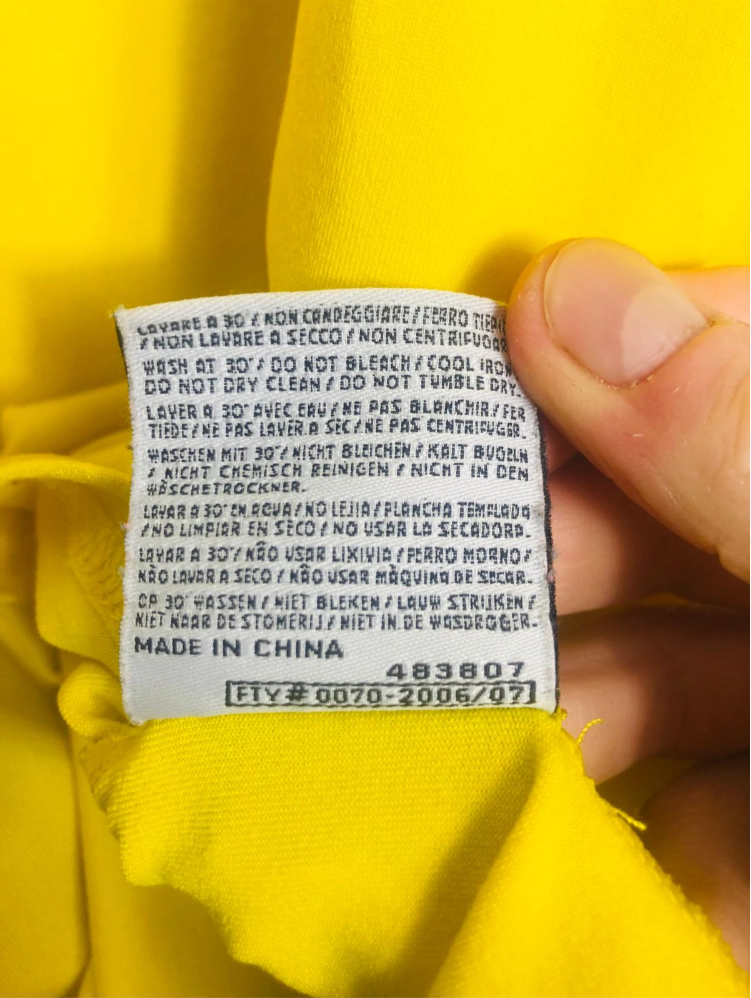 LAVARE A 30°/NON CANDEGGIARE/FERRO TIEPI
/NON LAVARE A SECCO/NON CENTRIFUGAR
WASH AT 30°/DO NOT BLEACH/COOL IRON
DO NOT DRY CLEAN/DO NOT TUMBLE DRY.
LAVER A 30°AVEC EAU/NE PAS BLANCHIR/FER
TIEDE/NE PAS LAVER A SEC/NE PAS CENTRIFUGER.
WASCHEN MIT 30°/NICHT BLEICHEN/KALT BUGELN
/ NICHT CHEMISCH REINIGEN / NICHT IN DEN
WÄSCHETROCKNER.
LAVAR A 30°EN AGUA/NO LEJIA/PLANCHA TEMPLADA
/NO LIMPIAR EN SECO/NO USAR LA SECADORA.
LAVAR A 30°/NÃO USAR LIXIVIA/FERRO MORNO/
NÃO LAVAR A SECO/NÃO USAR MÁQUINA DE SECAR.
OP 30°WASSEN/NIET BLEKEN/LAUW STRIJKEN/
NIET NAAR DE STOMERIJ/NIET IN DE WASDROGER.
MADE IN CHINA
483807
FTY# 0070-2006/07